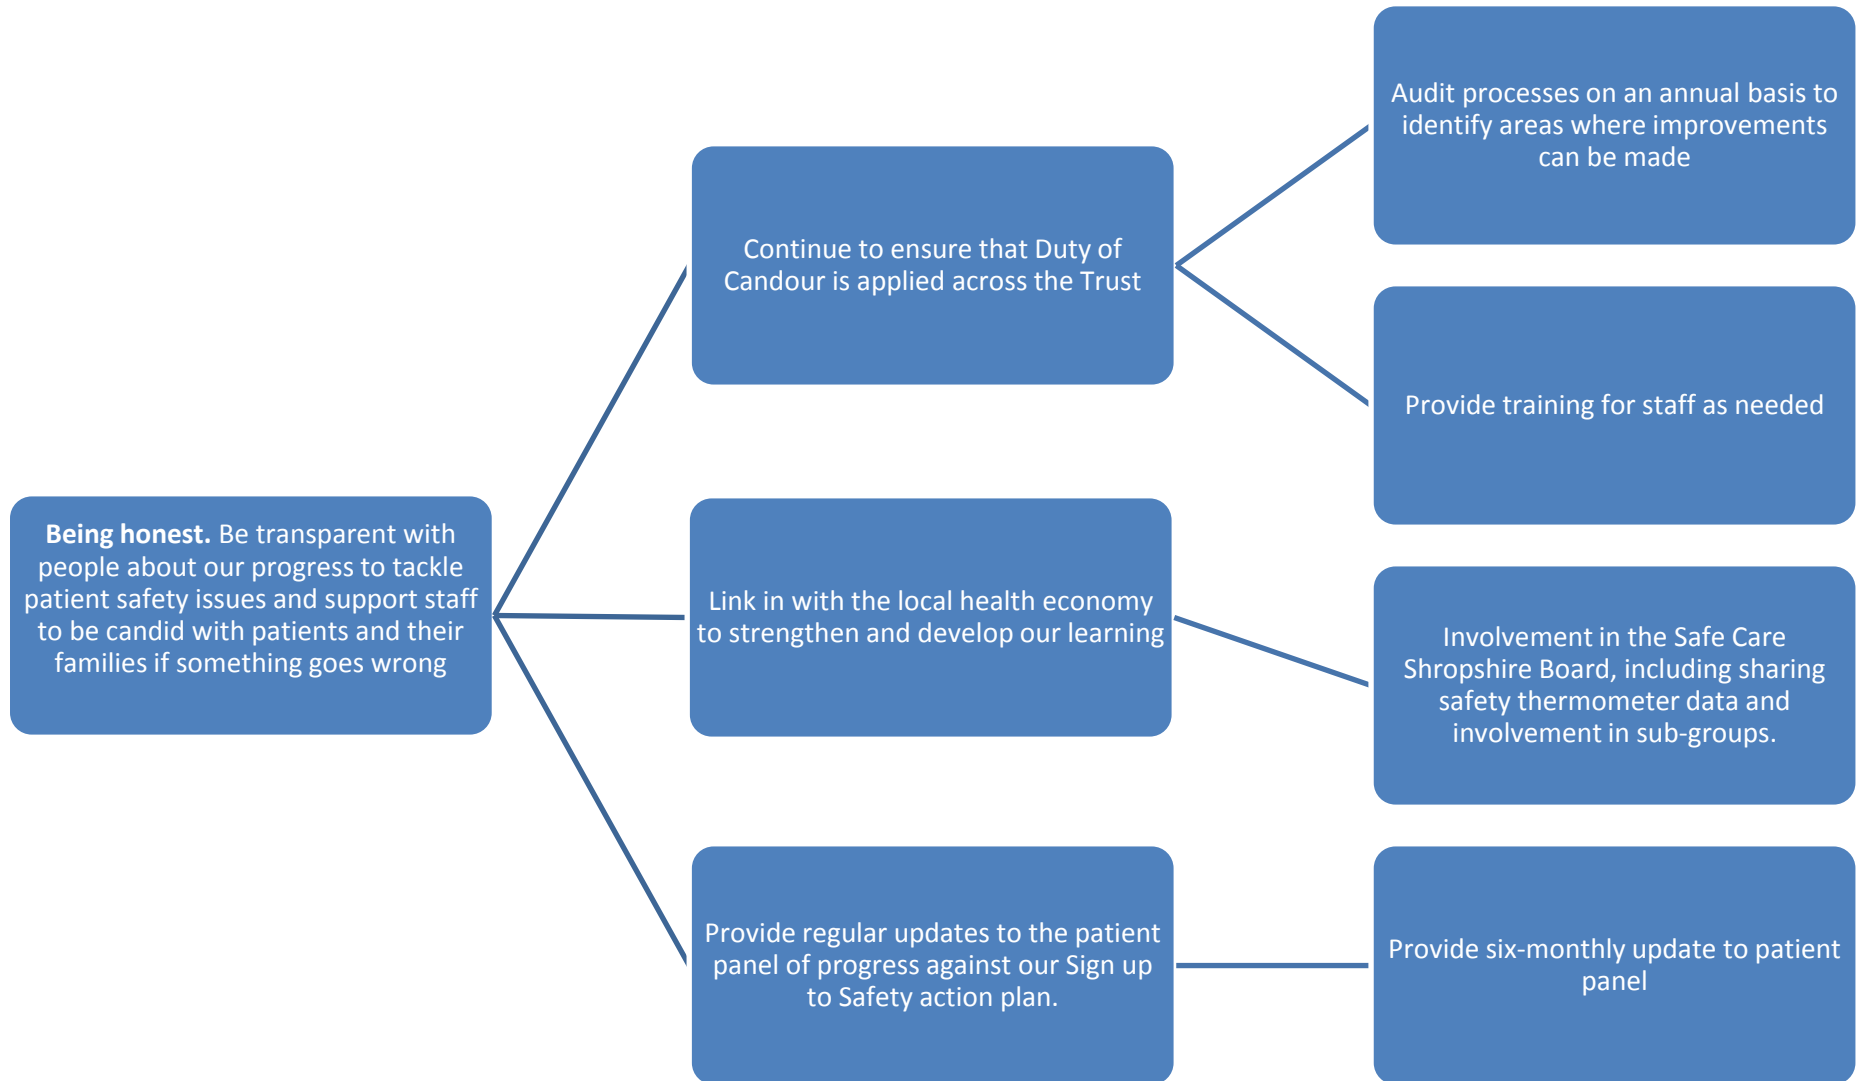 Being honest. Be transparent with
people about our progress to tackle
patient safety issues and support staff
to be candid with patients and their
families if something goes wrong
Continue to ensure that Duty of
Candour is applied across the Trust
Audit processes on an annual basis to
identify areas where improvements
can be made
Provide training for staff as needed
Link in with the local health economy
to strengthen and develop our learning
Involvement in the Safe Care
Shropshire Board, including sharing
safety thermometer data and
involvement in sub-groups.
Provide regular updates to the patient
panel of progress against our Sign up
to Safety action plan.
Provide six-monthly update to patient
panel